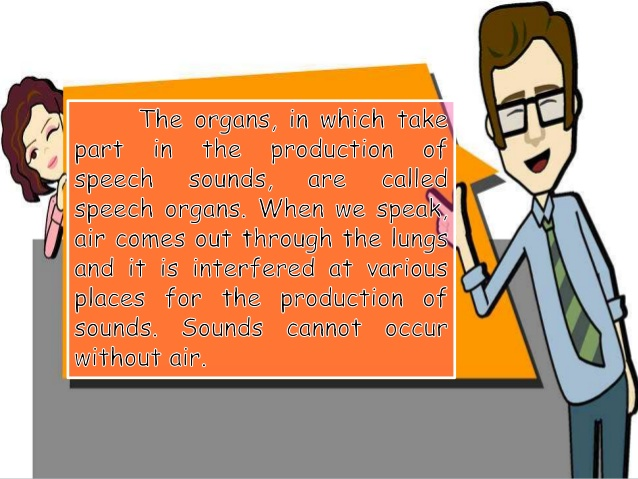 The organs, in which take
part in the production of
speech sounds, are called
speech organs. When we speak,
air comes out through the lungs
and it is interfered at various
places for the production of
sounds. Sounds cannot occur
without air.